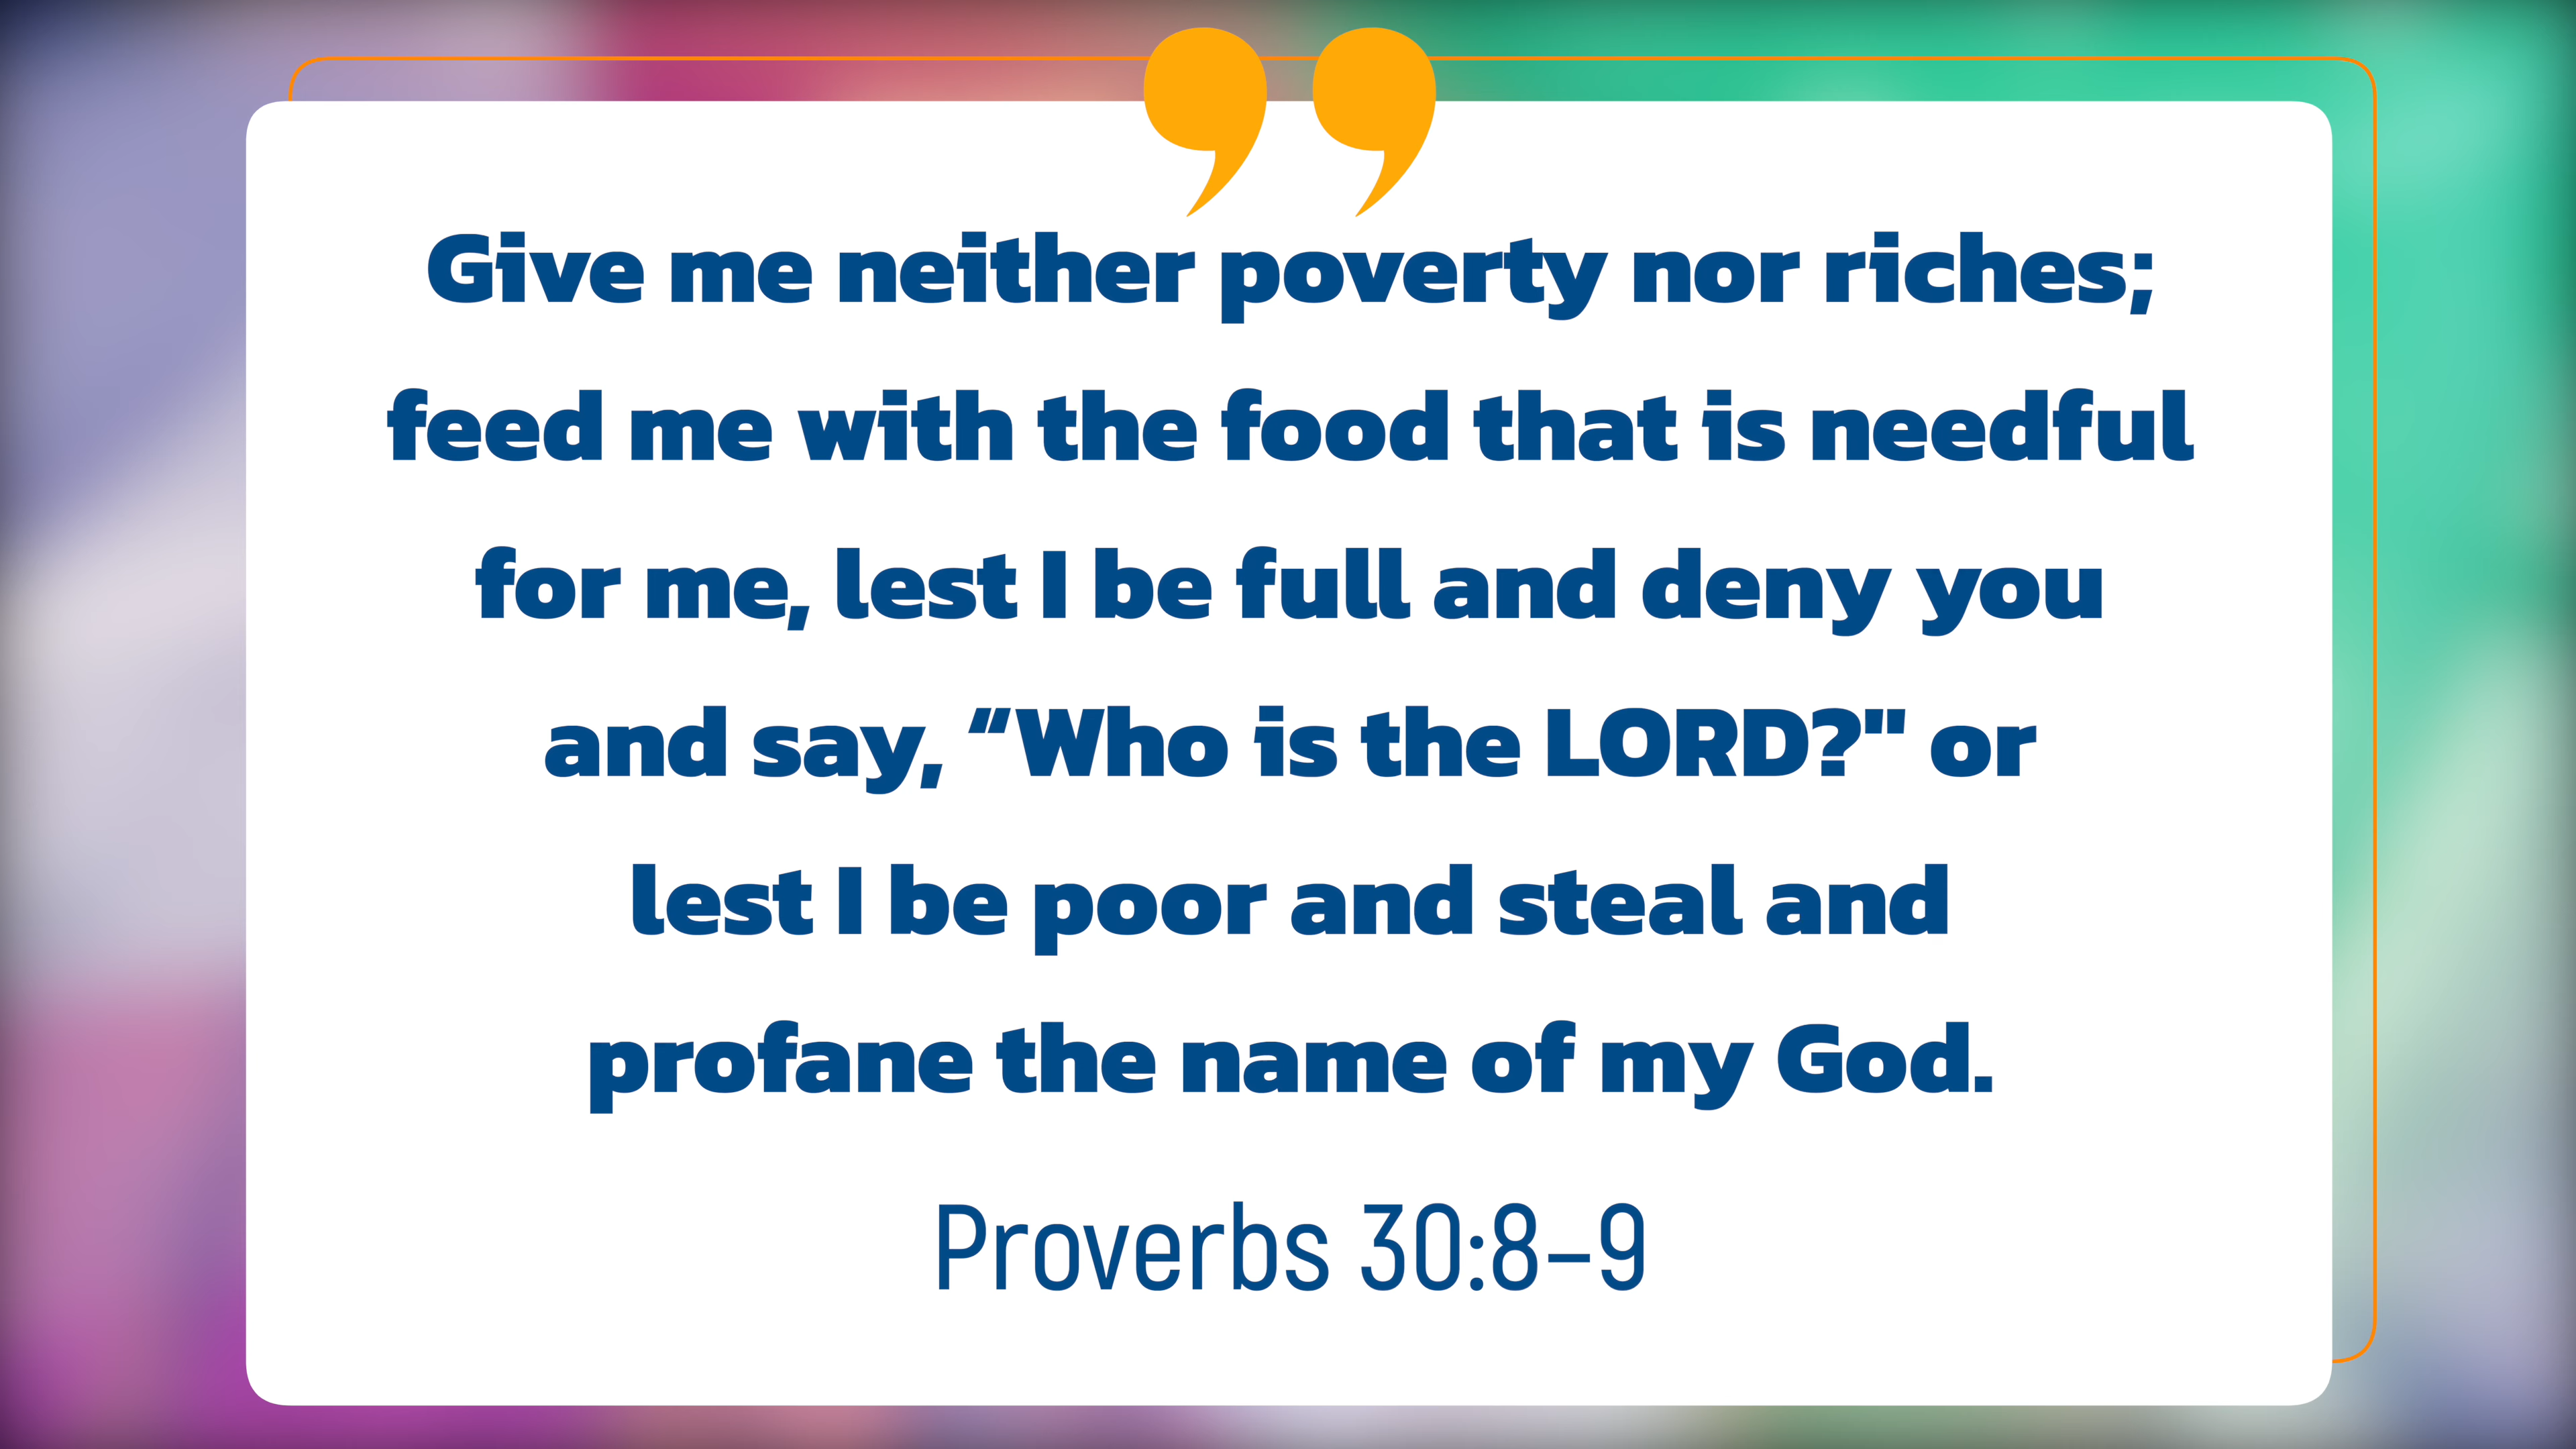 Give me neither poverty nor riches;
feed me with the food that is needful
for me, lest I be full and deny you
and say, “Who is the LORD?" or
lest I be poor and steal and
profane the name of my God.
Proverbs 30:8–9